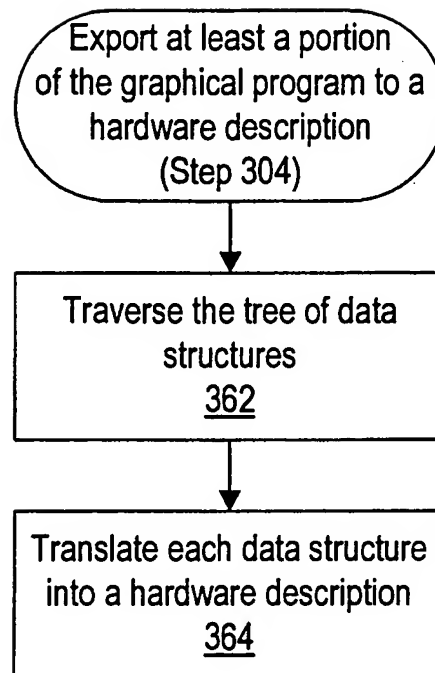 Export at least a portion
of the graphical program to a
hardware description
(Step 304)
Traverse the tree of data
structures
362
Translate each data structure
into a hardware description
364